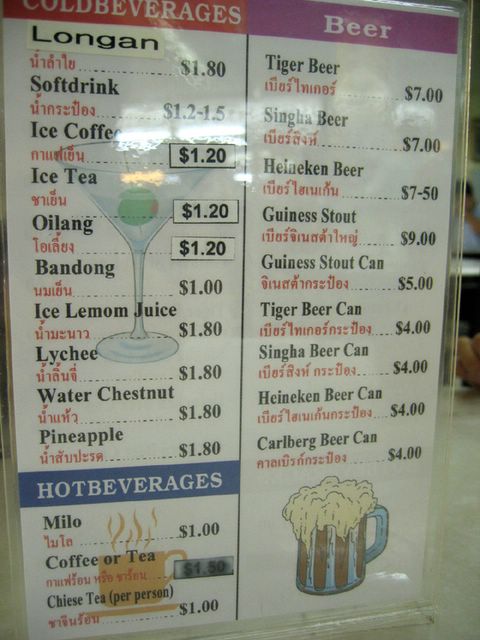 COLDBEVERAGES
Longan
น้ำลำไย $1.80
Softdrink
น้ำกระป๋อง $1.2-1.5
Ice Coffee
กาแฟเย็น $1.20
Ice Tea
ชาเย็น $1.20
Oilang
โอเลี้ยง $1.20
Bandong
นมเย็น $1.00
Ice Lemom Juice
น้ำมะนาว $1.80
Lychee
น้ำลิ้นจี่ $1.80
Water Chestnut
น้ำแห้ว $1.80
Pineapple
น้ำสับปะรด $1.80
HOTBEVERAGES
Milo
ไมโล $1.00
Coffee or Tea
กาแฟร้อน หรือ ชาร้อน $1.50
Chiese Tea (per person)
ชาจีนร้อน $1.00
Beer
Tiger Beer
เบียร์ไทเกอร์ $7.00
Singha Beer
เบียร์สิงห์ $7.00
Heineken Beer
เบียร์ไฮเนเก้น $7-50
Guiness Stout
เบียร์จิเนสดำใหญ่ $9.00
Guiness Stout Can
จิเนสดำกระป๋อง $5.00
Tiger Beer Can
เบียร์ไทเกอร์กระป๋อง $4.00
Singha Beer Can
เบียร์สิงห์ กระป๋อง $4.00
Heineken Beer Can
เบียร์ไฮเนเก้นกระป๋อง $4.00
Carlberg Beer Can
คาลเบิรก์กระป๋อง $4.00